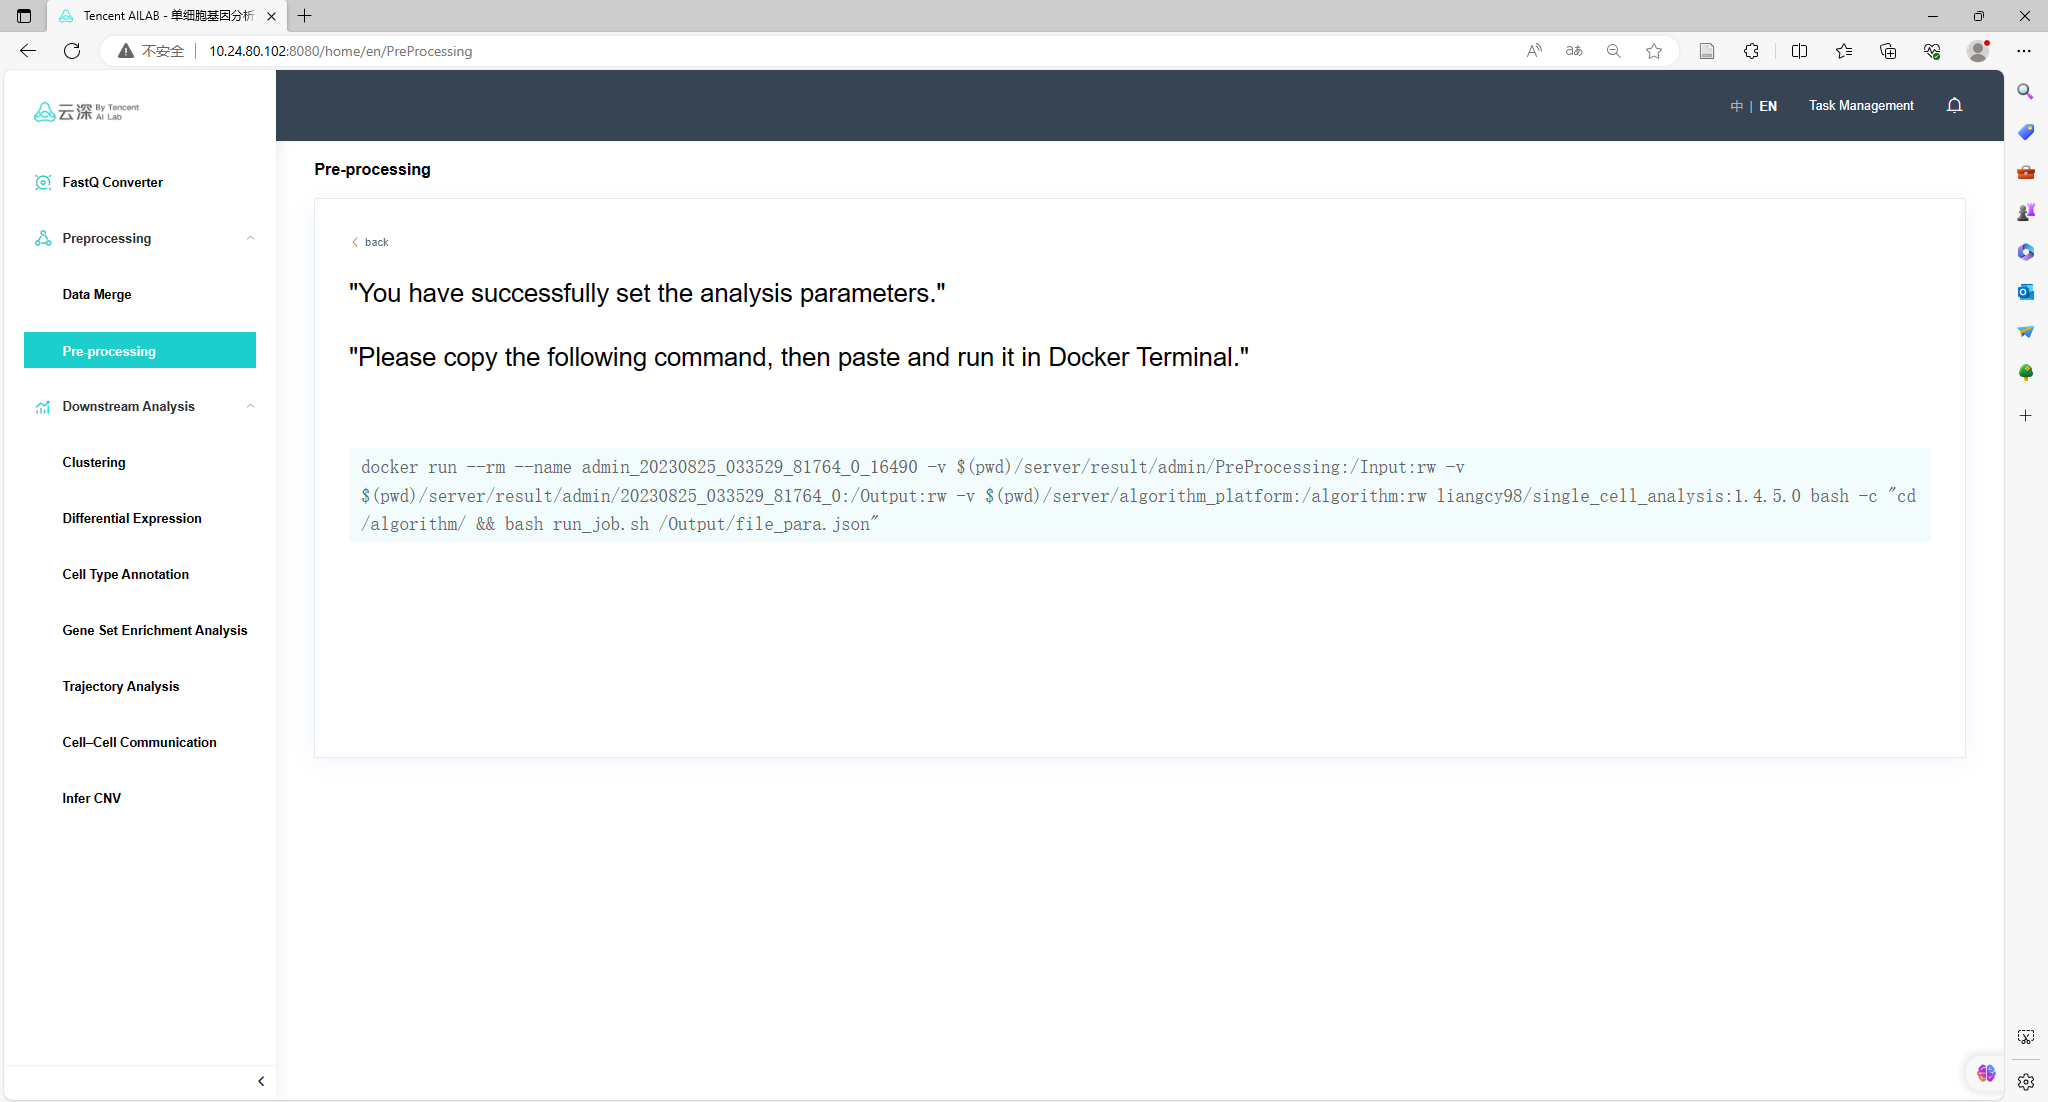 Tencent AILAB - 单细胞基因分析
不安全 10.24.80.102:8080/home/en/PreProcessing
云深 By Tencent AI Lab
中 | EN Task Management
FastQ Converter
Preprocessing
Data Merge
Pre-processing
Downstream Analysis
Clustering
Differential Expression
Cell Type Annotation
Gene Set Enrichment Analysis
Trajectory Analysis
Cell–Cell Communication
Infer CNV
Pre-processing
back
"You have successfully set the analysis parameters."
"Please copy the following command, then paste and run it in Docker Terminal."
docker run --rm --name admin_20230825_033529_81764_0_16490 -v $(pwd)/server/result/admin/PreProcessing:/Input:rw -v
$(pwd)/server/result/admin/20230825_033529_81764_0:/Output:rw -v $(pwd)/server/algorithm_platform:/algorithm:rw liangcy98/single_cell_analysis:1.4.5.0 bash -c "cd
/algorithm/ && bash run_job.sh /Output/file_para.json"